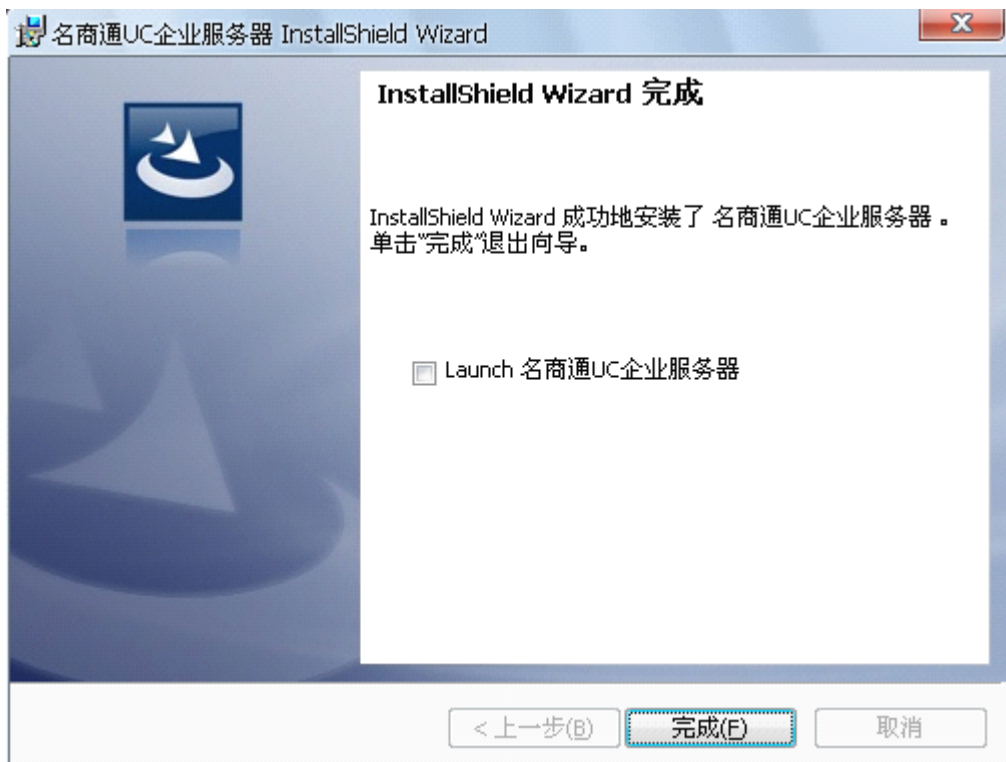 名商通UC企业服务器 InstallShield Wizard
InstallShield Wizard 完成
InstallShield Wizard 成功地安装了 名商通UC企业服务器 。
单击"完成"退出向导。
Launch 名商通UC企业服务器
< 上一步(B)
完成(F)
取消